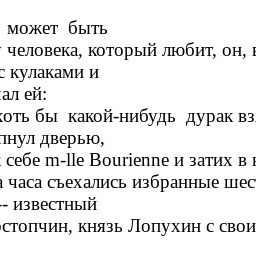 может быть
человека, который любит, он,
с кулаками и
ал ей:
хоть бы какой-нибудь дурак вз
пнул дверью,
себе m-lle Bourienne и затих в
а часа съехались избранные шес
-- известный
остопчин, князь Лопухин с свои